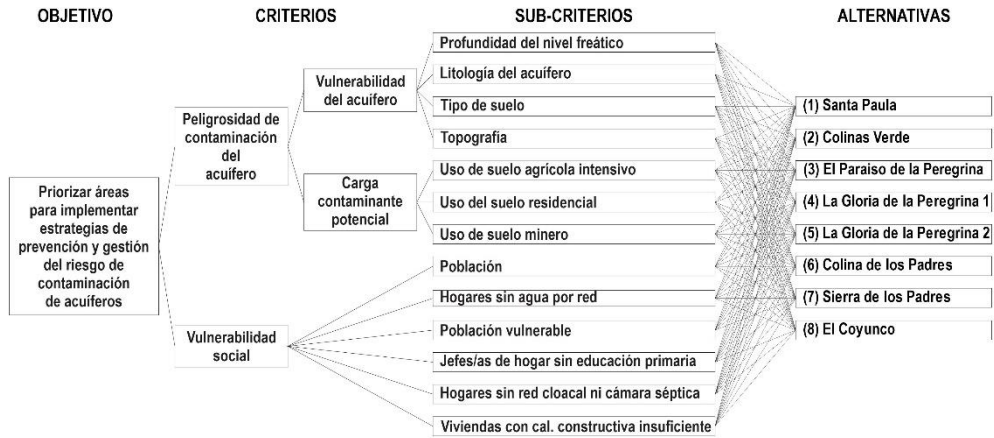 OBJETIVO
CRITERIOS
SUB-CRITERIOS
ALTERNATIVAS
Priorizar áreas
para implementar
estrategias de
prevención y gestión
del riesgo de
contaminación
de acuíferos
Peligrosidad de
contaminación
del
acuífero
Vulnerabilidad
social
Vulnerabilidad
del acuífero
Carga
contaminante
potencial
Profundidad del nivel freático
Litología del acuífero
Tipo de suelo
Topografía
Uso de suelo agrícola intensivo
Uso del suelo residencial
Uso de suelo minero
Población
Hogares sin agua por red
Población vulnerable
Jefes/as de hogar sin educación primaria
Hogares sin red cloacal ni cámara séptica
Viviendas con cal. constructiva insuficiente
(1) Santa Paula
(2) Colinas Verde
(3) El Paraiso de la Peregrina
(4) La Gloria de la Peregrina 1
(5) La Gloria de la Peregrina 2
(6) Colina de los Padres
(7) Sierra de los Padres
(8) El Coyunco